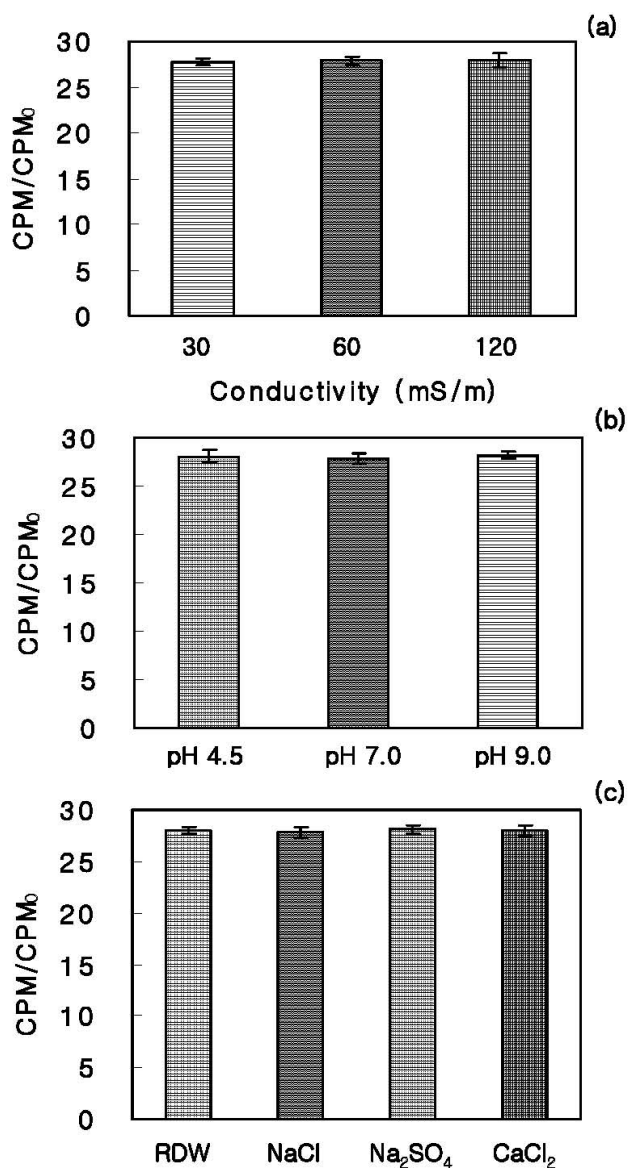 (a)
30
25
20
15
10
5
0
CPM/CPM₀
30 60 120
Conductivity (mS/m)
(b)
30
25
20
15
10
5
0
CPM/CPM₀
pH 4.5 pH 7.0 pH 9.0
(c)
30
25
20
15
10
5
0
CPM/CPM₀
RDW NaCl Na₂SO₄ CaCl₂